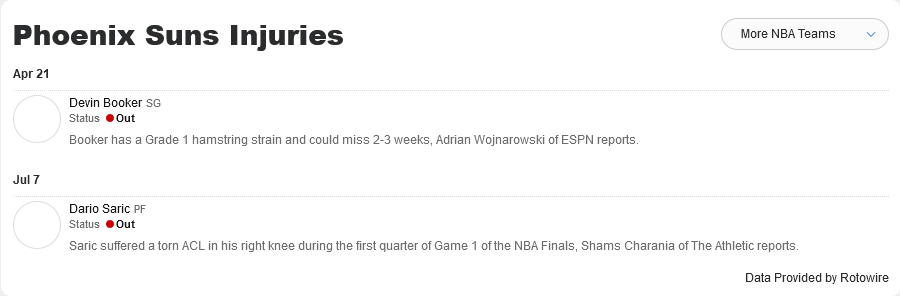 Phoenix Suns Injuries
More NBA Teams
Apr 21
Devin Booker SG
Status Out
Booker has a Grade 1 hamstring strain and could miss 2-3 weeks, Adrian Wojnarowski of ESPN reports.
Jul 7
Dario Saric PF
Status Out
Saric suffered a torn ACL in his right knee during the first quarter of Game 1 of the NBA Finals, Shams Charania of The Athletic reports.
Data Provided by Rotowire